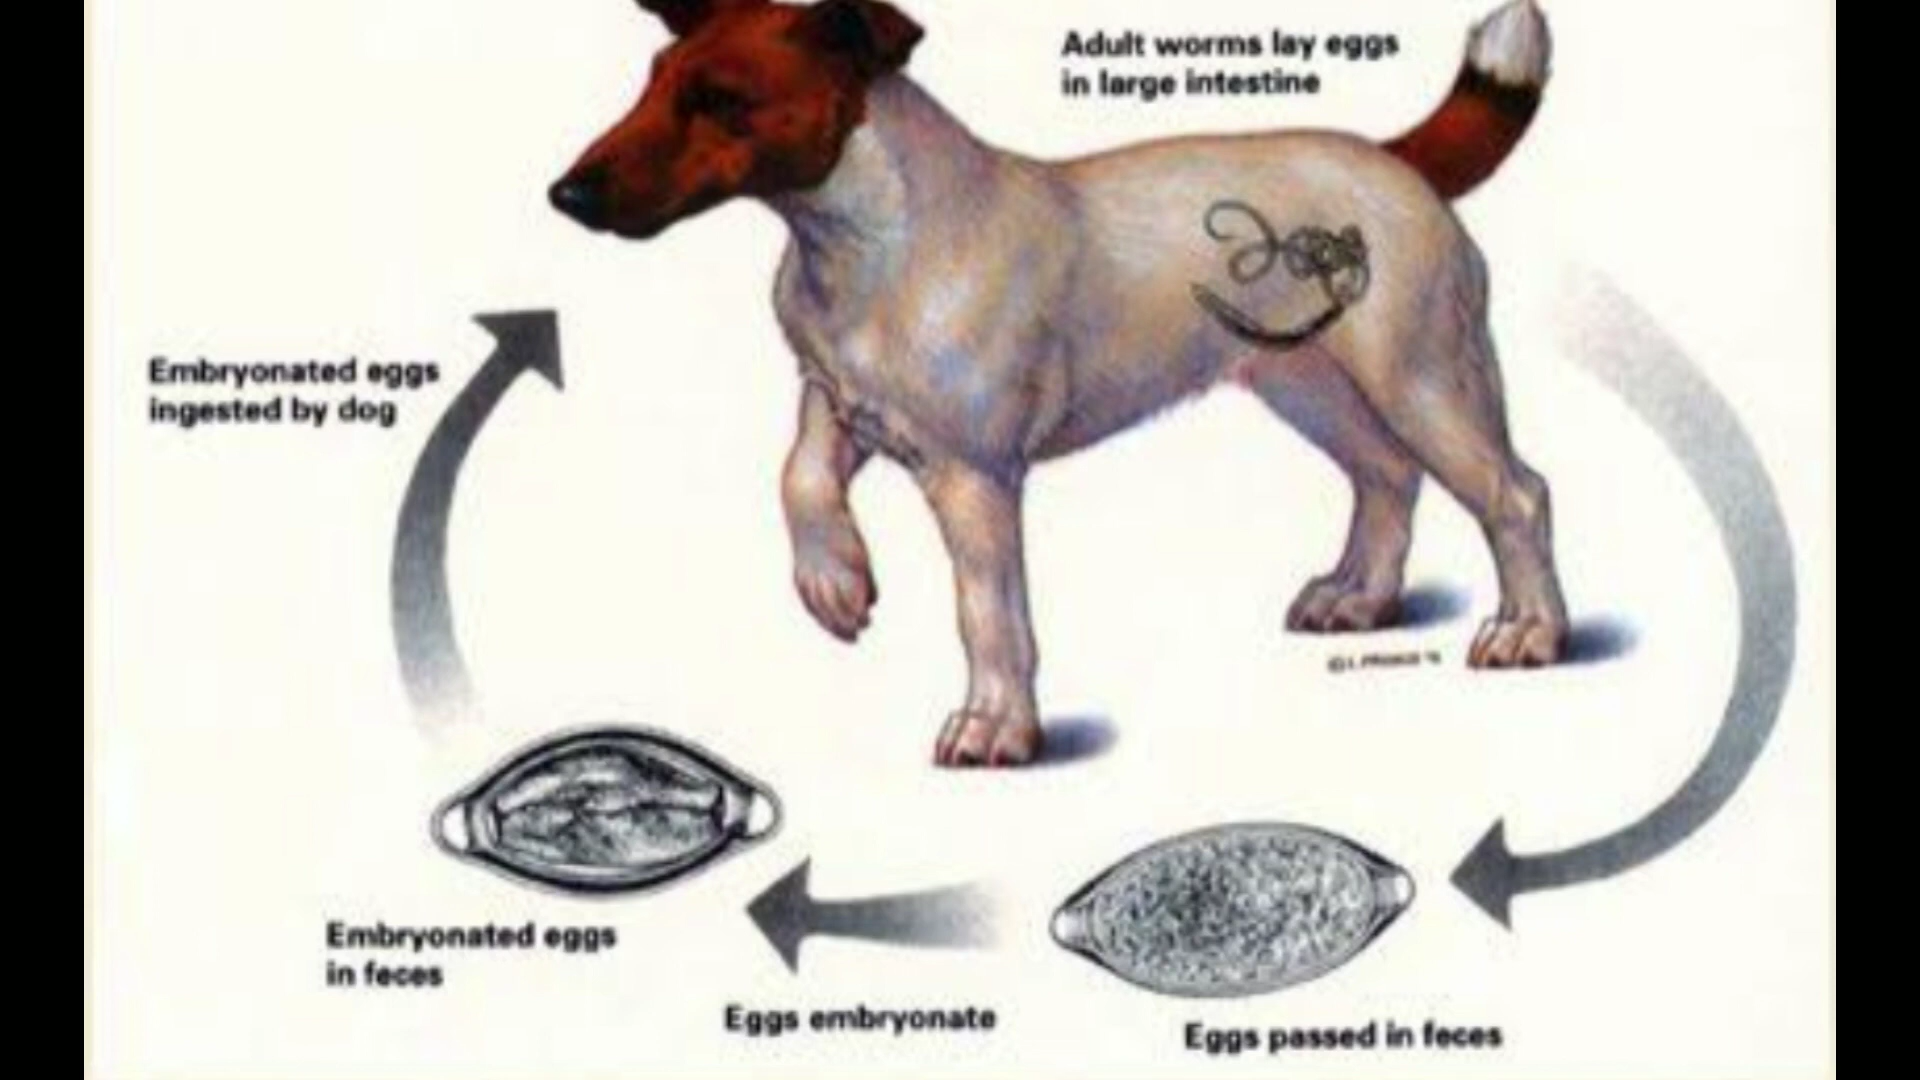 Adult worms lay eggs
in large intestine
Embryonated eggs
ingested by dog
Embryonated eggs
in feces
Eggs embryonate
Eggs passed in feces